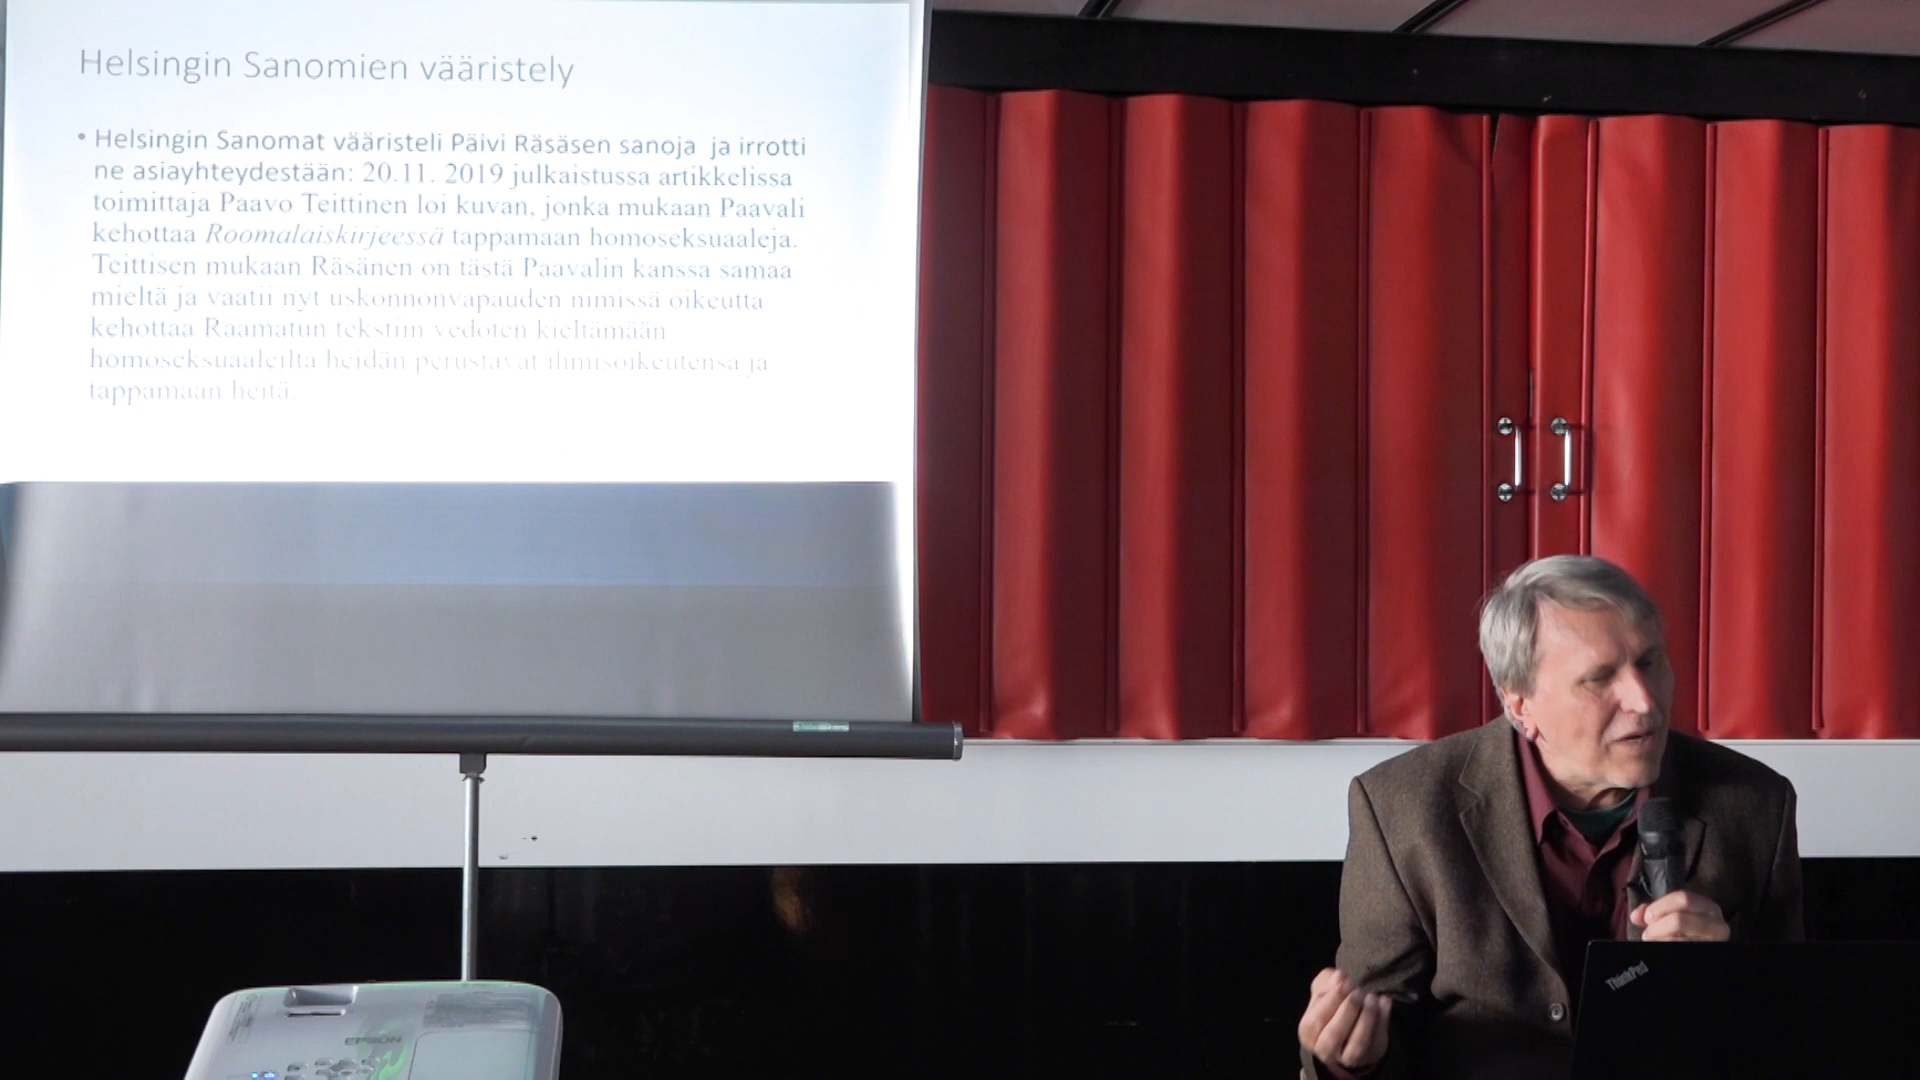 Helsingin Sanomien vääristely
• Helsingin Sanomat vääristeli Päivi Räsäsen sanoja ja irrotti
ne asiayhteydestään: 20.11. 2019 julkaistussa artikkelissa
toimittaja Paavo Teittinen loi kuvan, jonka mukaan Paavali
kehottaa Roomalaiskirjeessä tappamaan homoseksuaaleja.
Teittisen mukaan Räsänen on tästä Paavalin kanssa samaa
mieltä ja vaatii nyt uskonnonvapauden nimissä oikeutta
kehottaa Raamatun tekstiin vedoten kieltämään
homoseksuaaleilta heidän perustavat ihmisoikeutensa ja
tappamaan heitä.
EPSON
ThinkPad